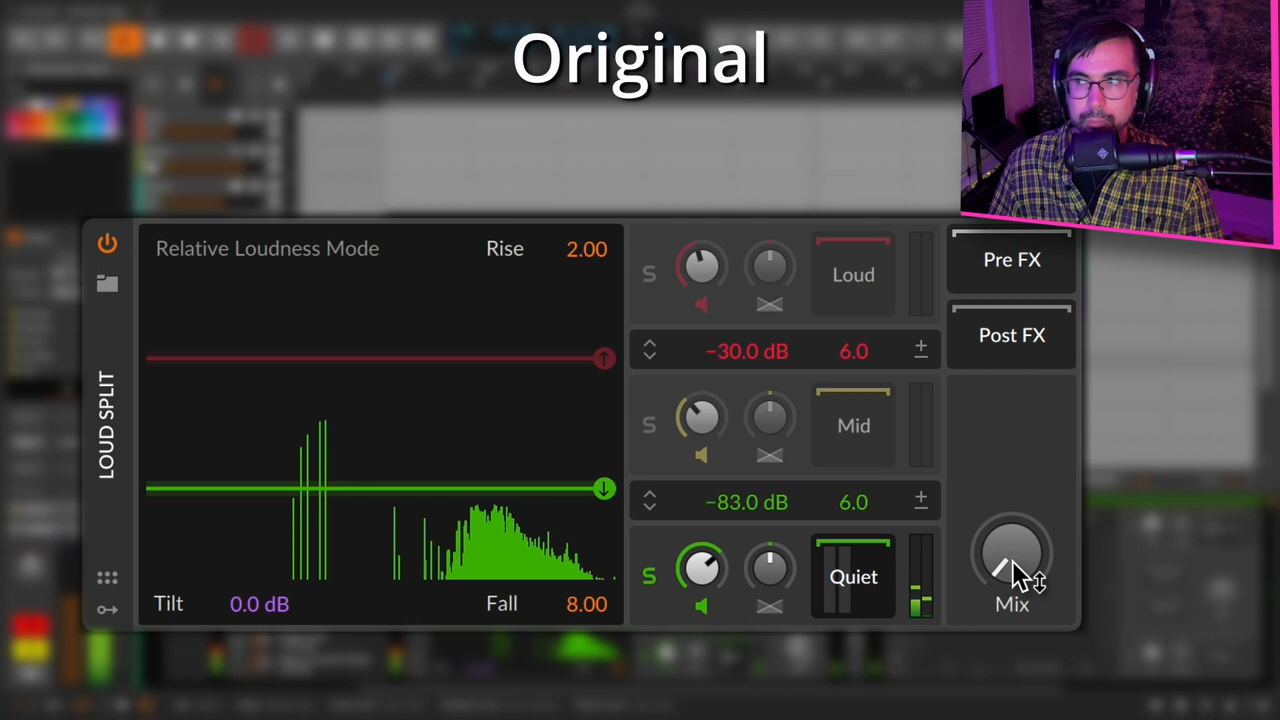 Original
Relative Loudness Mode Rise 2.00
LOUD SPLIT
Tilt 0.0 dB Fall 8.00
S Loud
−30.0 dB 6.0
S Mid
−83.0 dB 6.0
S Quiet
Pre FX
Post FX
Mix